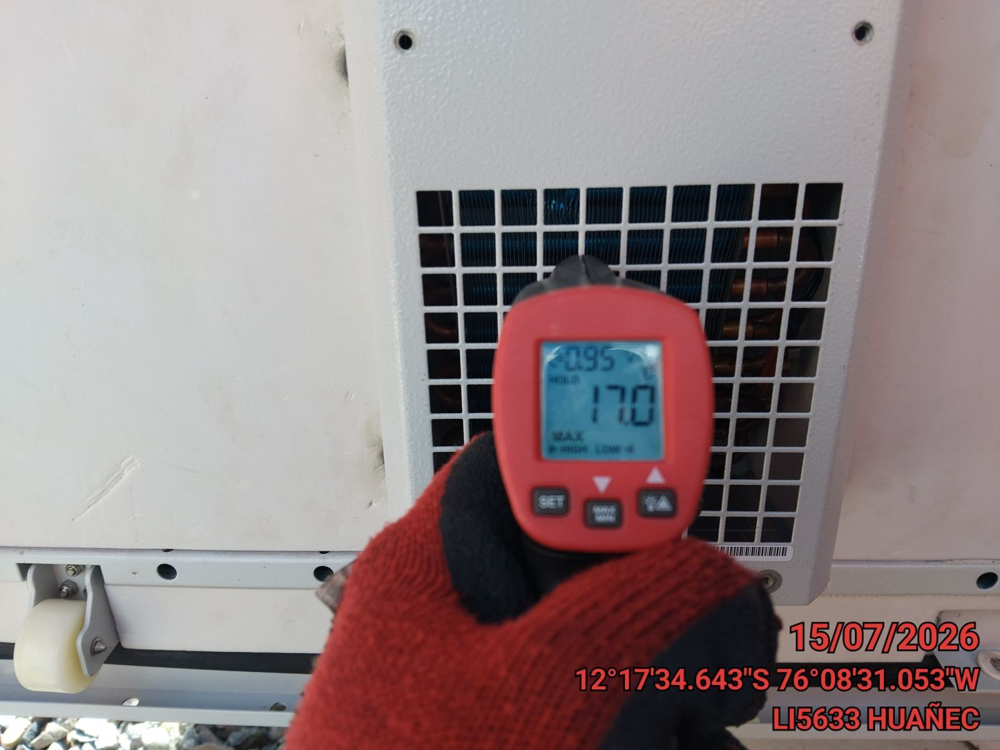 0.95
°C
HOLD
17.0
MAX
HIGH LOW
SET
MAX
MIN
15/07/2026
12°17'34.643"S 76°08'31.053"W
LI5633 HUAÑEC